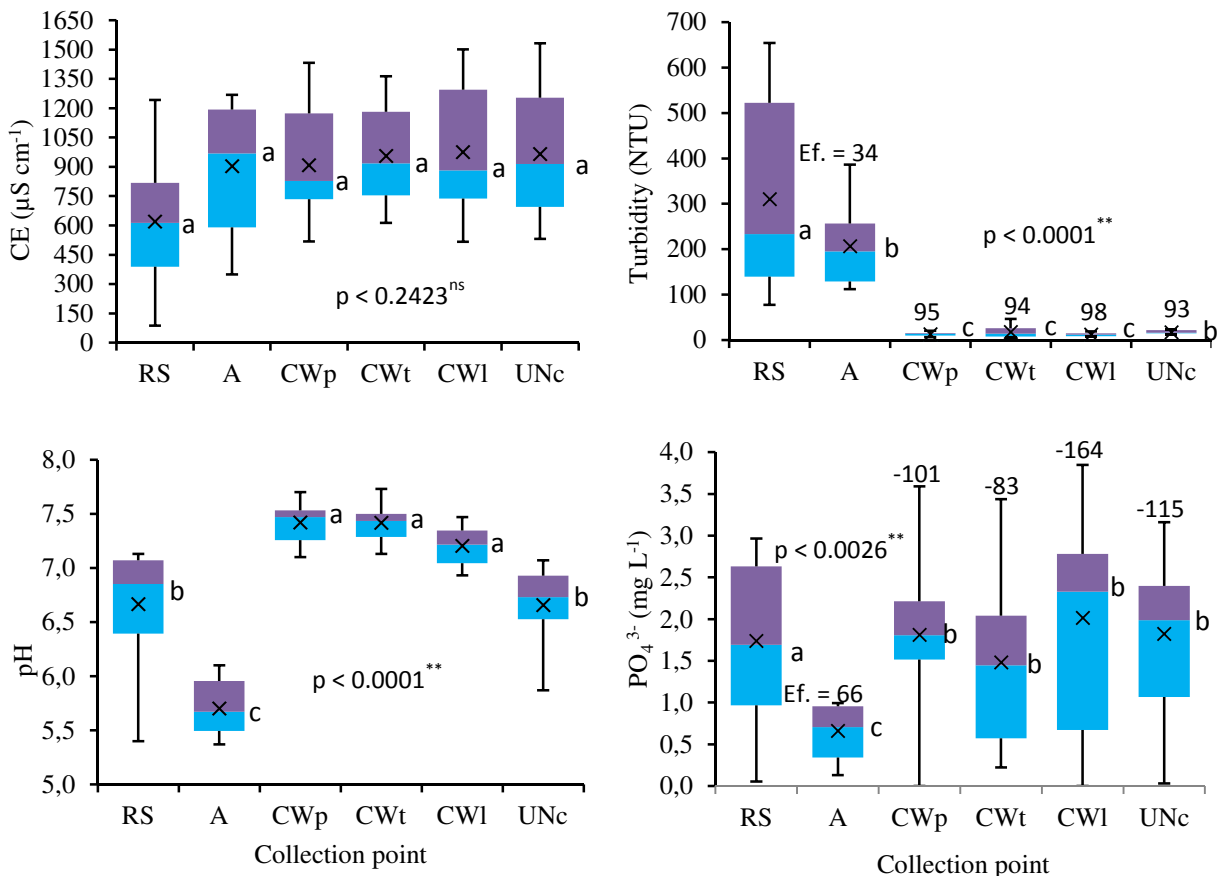 CE (µS cm⁻¹)
1650
1500
1350
1200
1050
900
750
600
450
300
150
0
a
a
a
a
a
a
p < 0.2423ⁿˢ
RS A CWp CWt CWl UNc
Turbidity (NTU)
700
600
500
400
300
200
100
0
Ef. = 34
p < 0.0001**
a
b
95
94
98
93
c
c
c
b
RS A CWp CWt CWl UNc
pH
8,0
7,5
7,0
6,5
6,0
5,5
5,0
b
c
a
a
a
b
p < 0.0001**
RS A CWp CWt CWl UNc
Collection point
PO₄³⁻ (mg L⁻¹)
4,0
3,5
3,0
2,5
2,0
1,5
1,0
0,5
0,0
-101
-83
-164
-115
p < 0.0026**
a
Ef. = 66
c
b
b
b
b
RS A CWp CWt CWl UNc
Collection point